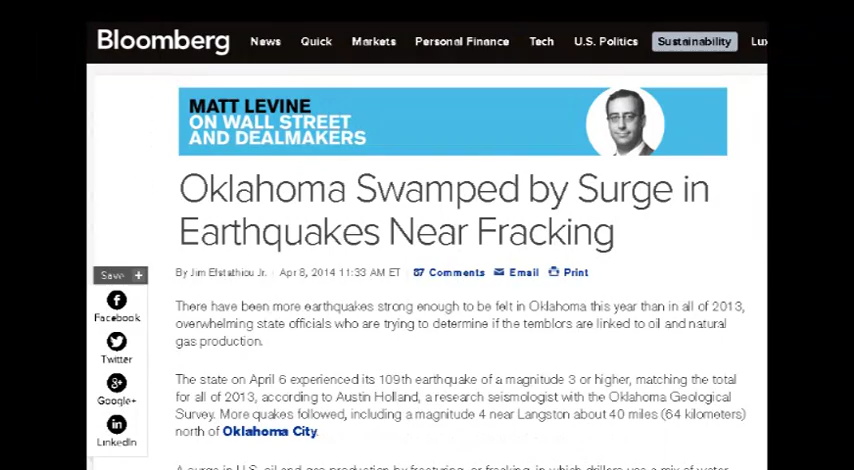 Bloomberg News Quick Markets Personal Finance Tech U.S. Politics Sustainability Lux
MATT LEVINE
ON WALL STREET
AND DEALMAKERS
Oklahoma Swamped by Surge in
Earthquakes Near Fracking
By Jim Efstathiou Jr. Apr 8, 2014 11:33 AM ET 87 Comments Email Print
Save +
Facebook
Twitter
Google+
LinkedIn
There have been more earthquakes strong enough to be felt in Oklahoma this year than in all of 2013,
overwhelming state officials who are trying to determine if the temblors are linked to oil and natural
gas production.
The state on April 6 experienced its 109th earthquake of a magnitude 3 or higher, matching the total
for all of 2013, according to Austin Holland, a research seismologist with the Oklahoma Geological
Survey. More quakes followed, including a magnitude 4 near Langston about 40 miles (64 kilometers)
north of Oklahoma City.
A surge in U.S. oil and gas production by fracturing, or fracking, in which drillers use a mix of water